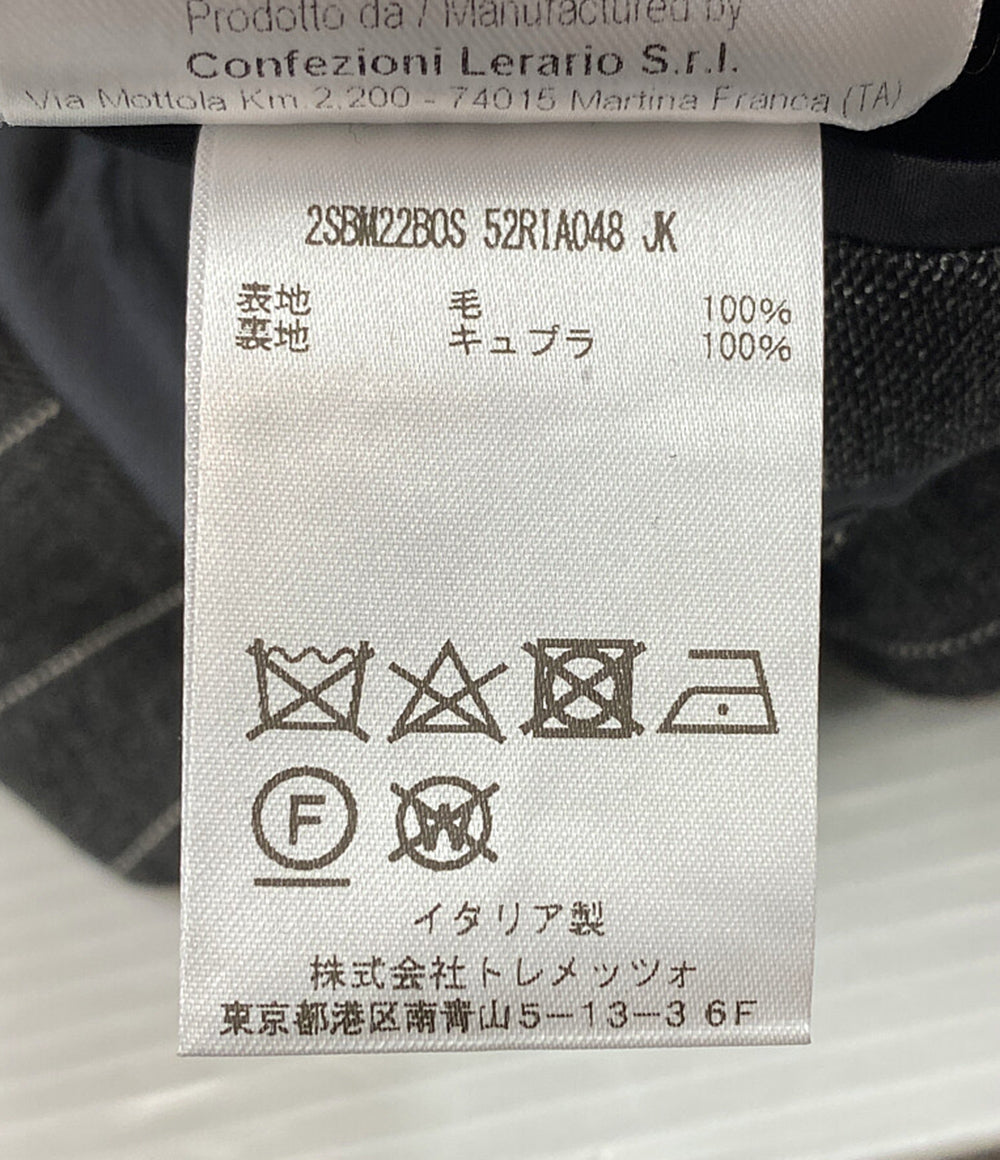 Prodotto da / Manufactured by
Confezioni Lerario S.r.l.
Via Mottola Km 2,200 - 74015 Martina Franca (TA)
2SBM22BOS 52RIA048 JK
表地 毛 100%
裏地 キュプラ 100%
F W
イタリア製
株式会社トレメッツォ
東京都港区南青山5-13-3 6F